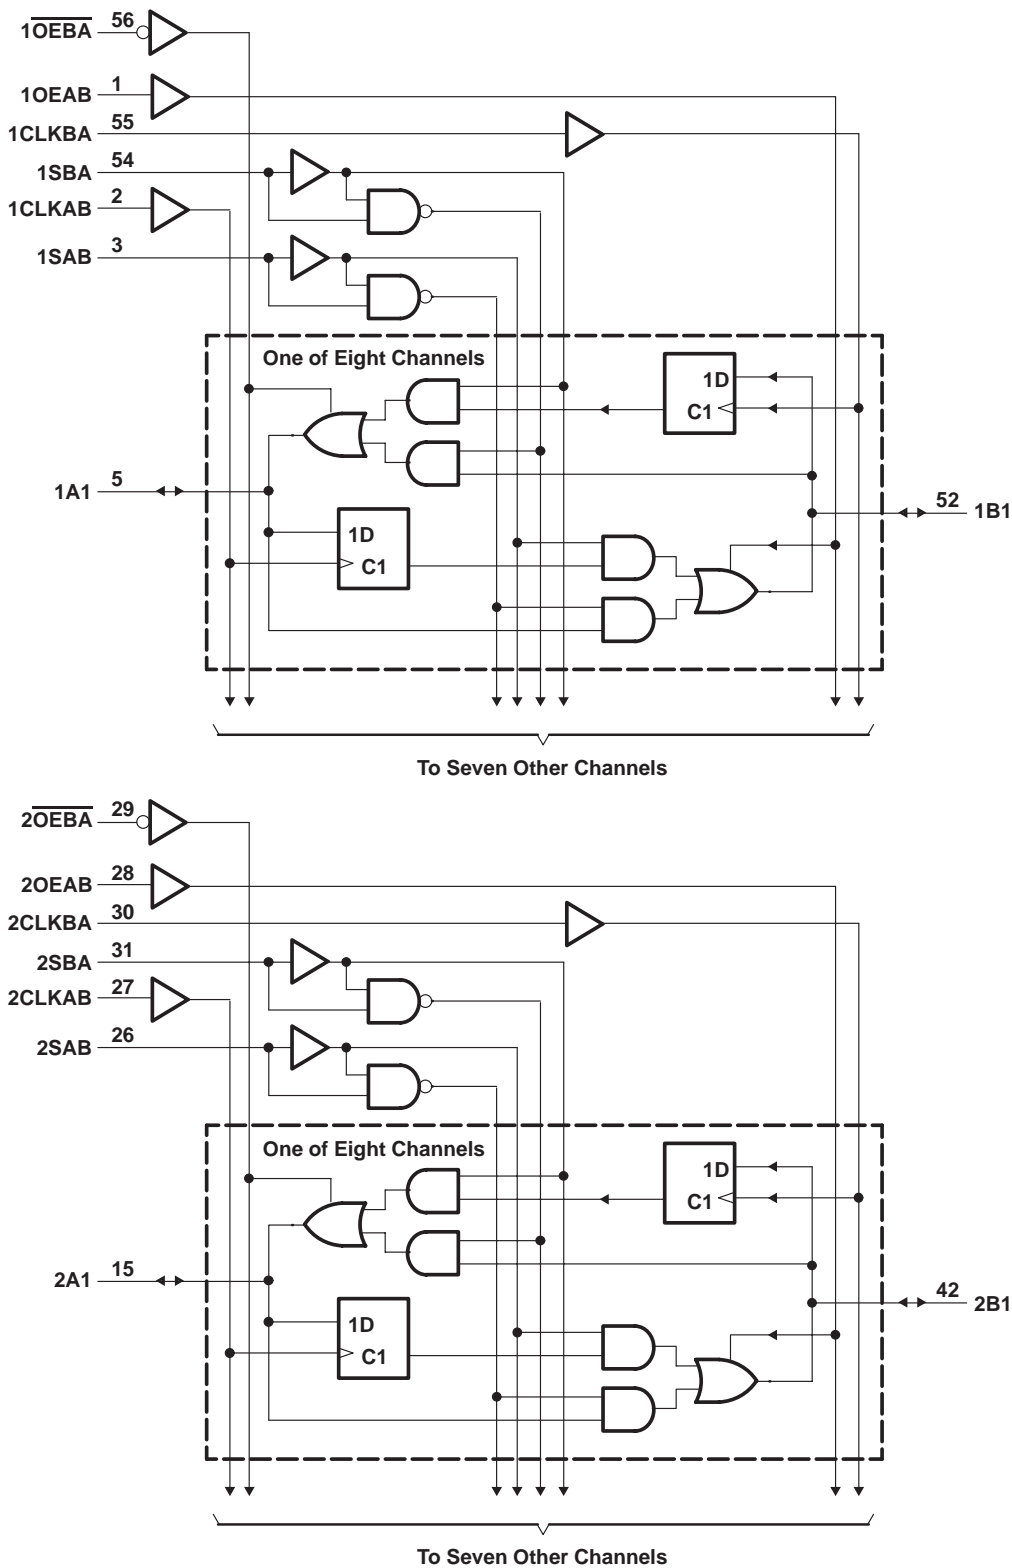 1O̅E̅B̅A̅ 56
1OEAB 1
1CLKBA 55
1SBA 54
1CLKAB 2
1SAB 3
One of Eight Channels
1D
C1
1A1 5
52 1B1
1D
C1
To Seven Other Channels
2O̅E̅B̅A̅ 29
2OEAB 28
2CLKBA 30
2SBA 31
2CLKAB 27
2SAB 26
One of Eight Channels
1D
C1
2A1 15
42 2B1
1D
C1
To Seven Other Channels